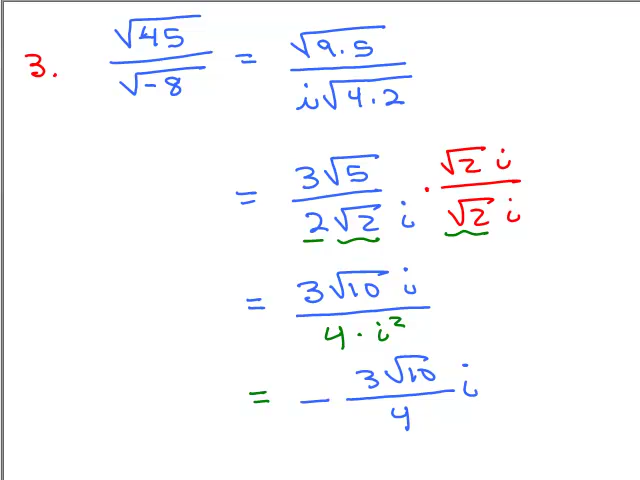 3. √45 / √-8 = √9·5 / i√4·2
= 3√5 / 2√2 i · √2 i / √2 i
= 3√10 i / 4·i²
= - 3√10 / 4 i